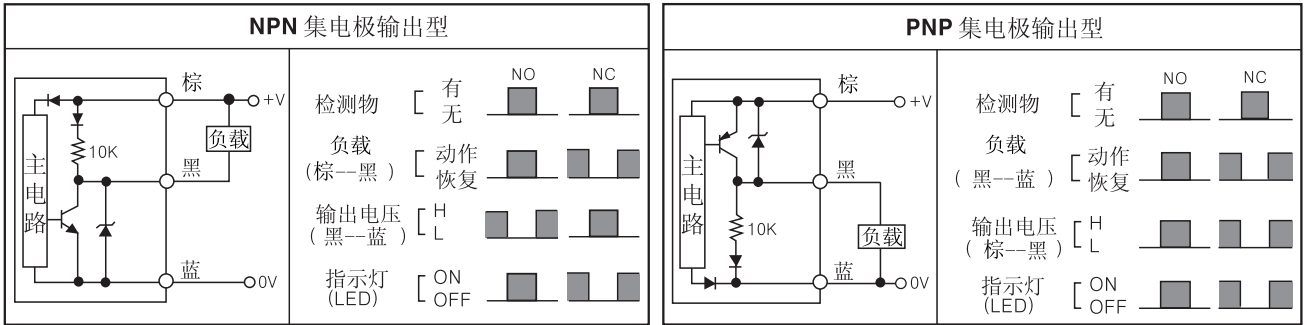 NPN 集电极输出型
棕
+V
负载
10K
黑
主电路
蓝
0V
NO NC
检测物 有
无
负载
(棕--黑) 动作
恢复
输出电压
(黑--蓝) H
L
指示灯
(LED) ON
OFF
PNP 集电极输出型
棕
+V
主电路
黑
10K
负载
蓝
0V
NO NC
检测物 有
无
负载
(黑--蓝) 动作
恢复
输出电压
(棕--黑) H
L
指示灯
(LED) ON
OFF